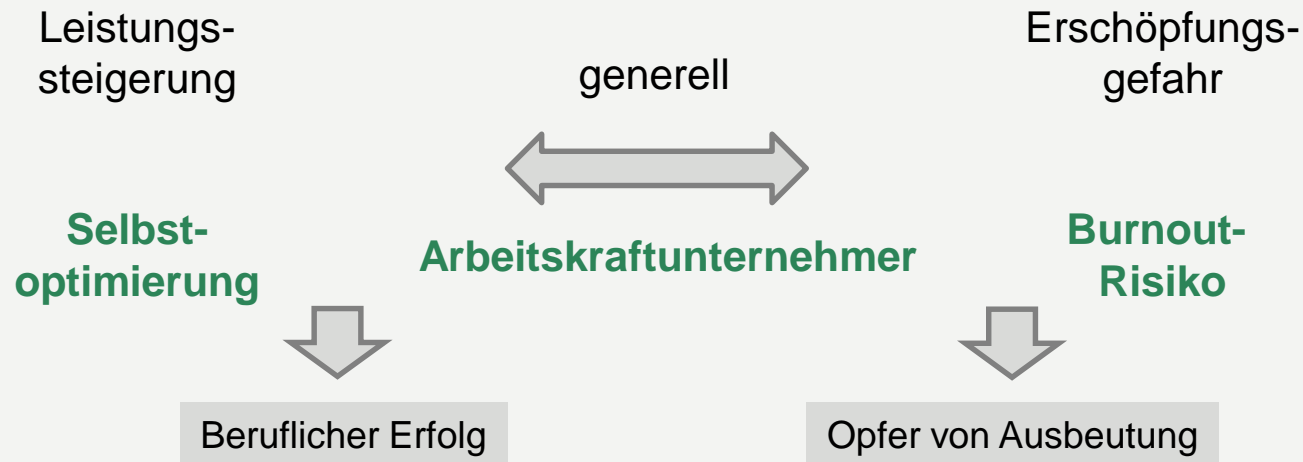 Leistungs-
steigerung
generell
Erschöpfungs-
gefahr
Selbst-
optimierung
Arbeitskraftunternehmer
Burnout-
Risiko
Beruflicher Erfolg
Opfer von Ausbeutung